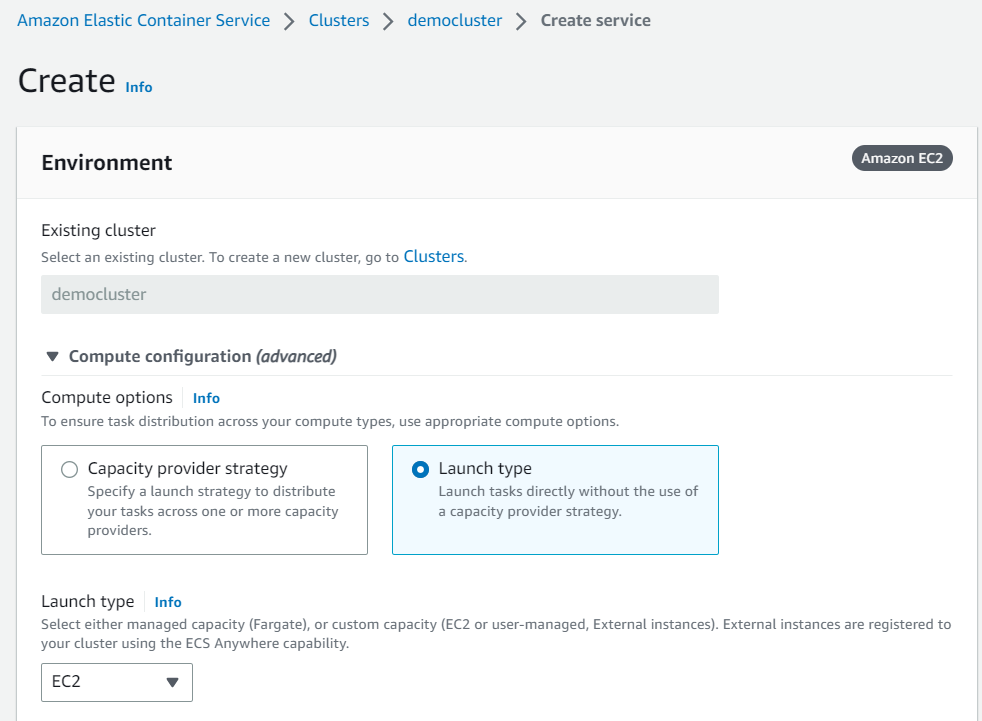 Amazon Elastic Container Service > Clusters > democluster > Create service
Create Info
Environment
Amazon EC2
Existing cluster
Select an existing cluster. To create a new cluster, go to Clusters.
democluster
Compute configuration (advanced)
Compute options Info
To ensure task distribution across your compute types, use appropriate compute options.
Capacity provider strategy
Specify a launch strategy to distribute
your tasks across one or more capacity
providers.
Launch type
Launch tasks directly without the use of
a capacity provider strategy.
Launch type Info
Select either managed capacity (Fargate), or custom capacity (EC2 or user-managed, External instances). External instances are registered to
your cluster using the ECS Anywhere capability.
EC2